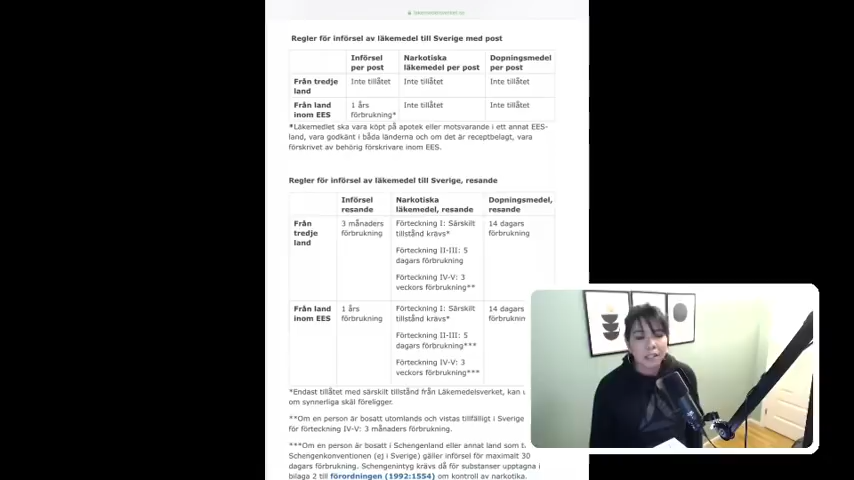 lakemedelsverket.se
Regler för införsel av läkemedel till Sverige med post
Införsel per post
Narkotiska läkemedel per post
Dopningsmedel per post
Från tredje land
Inte tillåtet
Inte tillåtet
Inte tillåtet
Från land inom EES
1 års förbrukning*
Inte tillåtet
Inte tillåtet
*Läkemedlet ska vara köpt på apotek eller motsvarande i ett annat EES-
land, vara godkänt i båda länderna och om det är receptbelagt, vara
förskrivet av behörig förskrivare inom EES.
Regler för införsel av läkemedel till Sverige, resande
Införsel resande
Narkotiska läkemedel, resande
Dopningsmedel, resande
Från tredje land
3 månaders förbrukning
Förteckning I: Särskilt tillstånd krävs*
Förteckning II-III: 5 dagars förbrukning
Förteckning IV-V: 3 veckors förbrukning**
14 dagars förbrukning
Från land inom EES
1 års förbrukning
Förteckning I: Särskilt tillstånd krävs*
Förteckning II-III: 5 dagars förbrukning***
Förteckning IV-V: 3 veckors förbrukning***
14 dagars förbruknin
*Endast tillåtet med särskilt tillstånd från Läkemedelsverket, kan
om synnerliga skäl föreligger.
**Om en person är bosatt utomlands och vistas tillfälligt i Sverige
för förteckning IV-V: 3 månaders förbrukning.
***Om en person är bosatt i Schengenland eller annat land som
Schengenkonventionen (ej i Sverige) gäller införsel för maximalt 30
dagars förbrukning. Schengenintyg krävs då för substanser upptagna i
bilaga 2 till förordningen (1992:1554) om kontroll av narkotika.